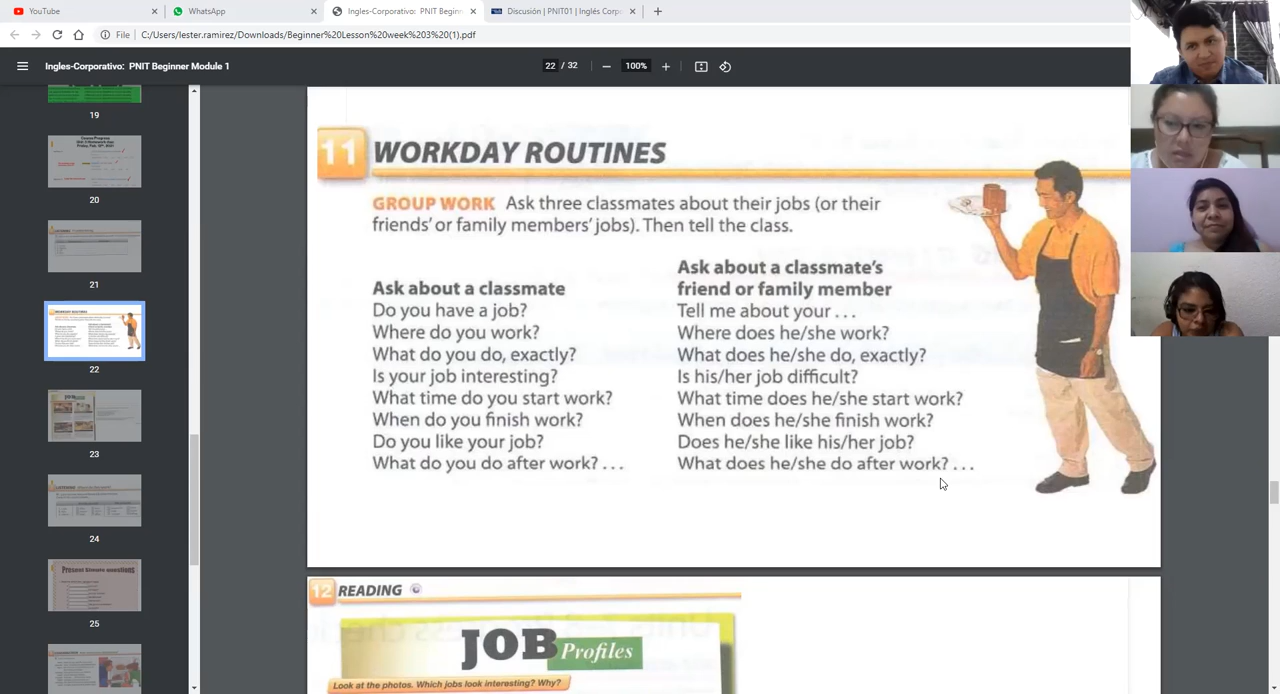 YouTube
WhatsApp
Ingles-Corporativo: PNIT Beginn
Discusión | PNIT01 | Inglés Corpo
File
C:/Users/lester.ramirez/Downloads/Beginner%20Lesson%20week%203%20(1).pdf
Ingles-Corporativo: PNIT Beginner Module 1
22 / 32
100%
19
20
21
22
23
24
Present Simple questions
25
11 WORKDAY ROUTINES
GROUP WORK Ask three classmates about their jobs (or their
friends' or family members' jobs). Then tell the class.
Ask about a classmate
Do you have a job?
Where do you work?
What do you do, exactly?
Is your job interesting?
What time do you start work?
When do you finish work?
Do you like your job?
What do you do after work? ...
Ask about a classmate's
friend or family member
Tell me about your ...
Where does he/she work?
What does he/she do, exactly?
Is his/her job difficult?
What time does he/she start work?
When does he/she finish work?
Does he/she like his/her job?
What does he/she do after work? ...
12 READING
JOB
Profiles
Look at the photos. Which jobs look interesting? Why?